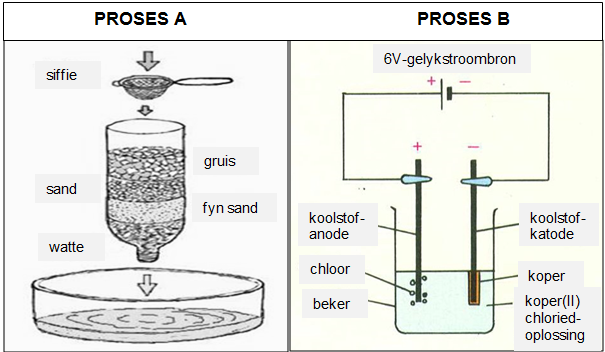 PROSES A
PROSES B
siffie
gruis
sand
fyn sand
watte
6V-gelykstroombron
+ −
+ −
koolstof-
anode
koolstof-
katode
chloor
koper
beker
koper(II)
chloried-
oplossing